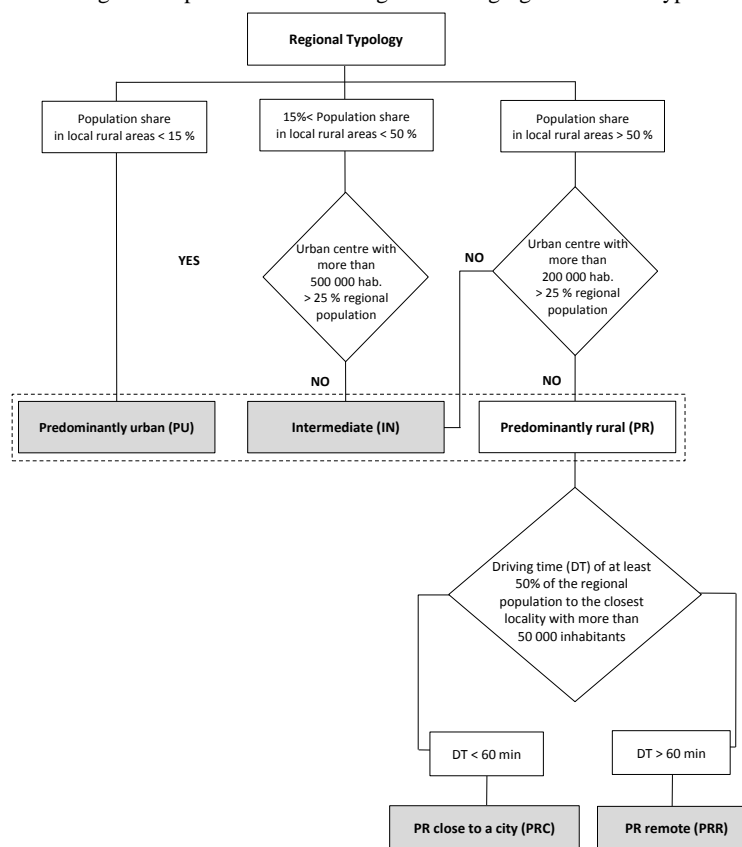 Regional Typology
Population share
in local rural areas < 15 %
15%< Population share
in local rural areas < 50 %
Population share
in local rural areas > 50 %
YES
Urban centre with
more than
500 000 hab.
> 25 % regional
population
NO
Urban centre with
more than
200 000 hab.
> 25 % regional
population
NO
NO
Predominantly urban (PU)
Intermediate (IN)
Predominantly rural (PR)
Driving time (DT) of at least
50% of the regional
population to the closest
locality with more than
50 000 inhabitants
DT < 60 min
DT > 60 min
PR close to a city (PRC)
PR remote (PRR)